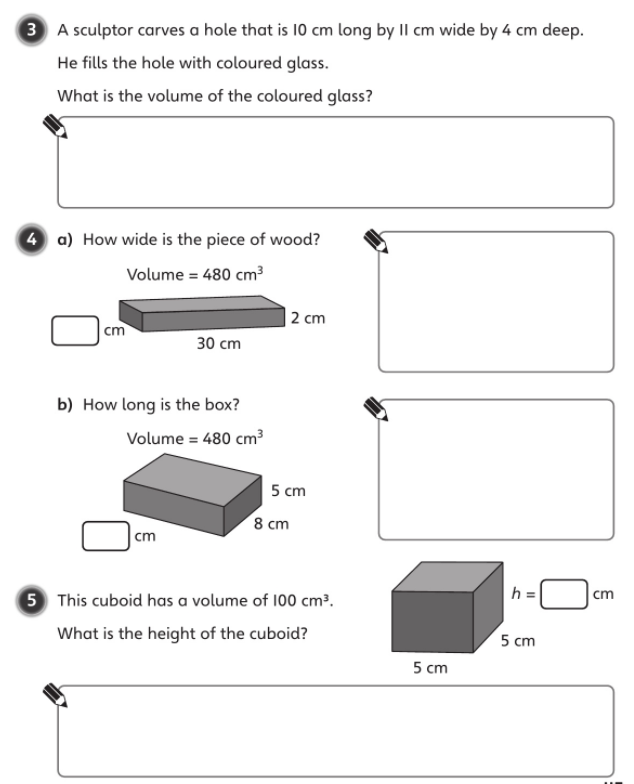 3 A sculptor carves a hole that is 10 cm long by 11 cm wide by 4 cm deep.
He fills the hole with coloured glass.
What is the volume of the coloured glass?
4 a) How wide is the piece of wood?
Volume = 480 cm³
2 cm
cm
30 cm
b) How long is the box?
Volume = 480 cm³
5 cm
8 cm
cm
5 This cuboid has a volume of 100 cm³.
What is the height of the cuboid?
h = cm
5 cm
5 cm